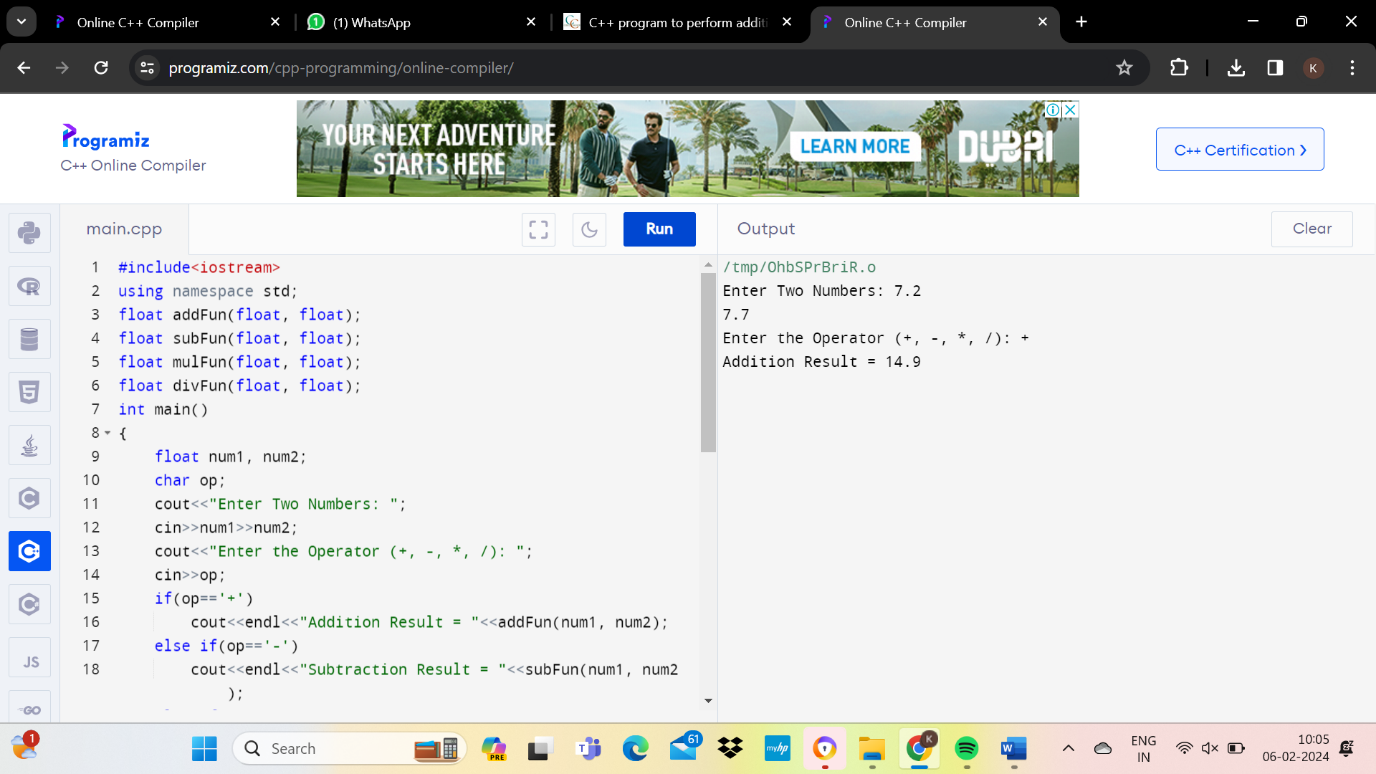 Online C++ Compiler
(1) WhatsApp
C++ program to perform additi
Online C++ Compiler
programiz.com/cpp-programming/online-compiler/
K
Programiz
C++ Online Compiler
YOUR NEXT ADVENTURE
STARTS HERE
LEARN MORE
DUBAI
C++ Certification
main.cpp
Run
Output
Clear
1 #include<iostream>
2 using namespace std;
3 float addFun(float, float);
4 float subFun(float, float);
5 float mulFun(float, float);
6 float divFun(float, float);
7 int main()
8 {
9 float num1, num2;
10 char op;
11 cout<<"Enter Two Numbers: ";
12 cin>>num1>>num2;
13 cout<<"Enter the Operator (+, -, *, /): ";
14 cin>>op;
15 if(op=='+')
16 cout<<endl<<"Addition Result = "<<addFun(num1, num2);
17 else if(op=='-')
18 cout<<endl<<"Subtraction Result = "<<subFun(num1, num2
);
/tmp/OhbSPrBriR.o
Enter Two Numbers: 7.2
7.7
Enter the Operator (+, -, *, /): +
Addition Result = 14.9
R
5
JS
GO
1
Search
PRE
61
myhp
K
W
ENG
IN
10:05
06-02-2024